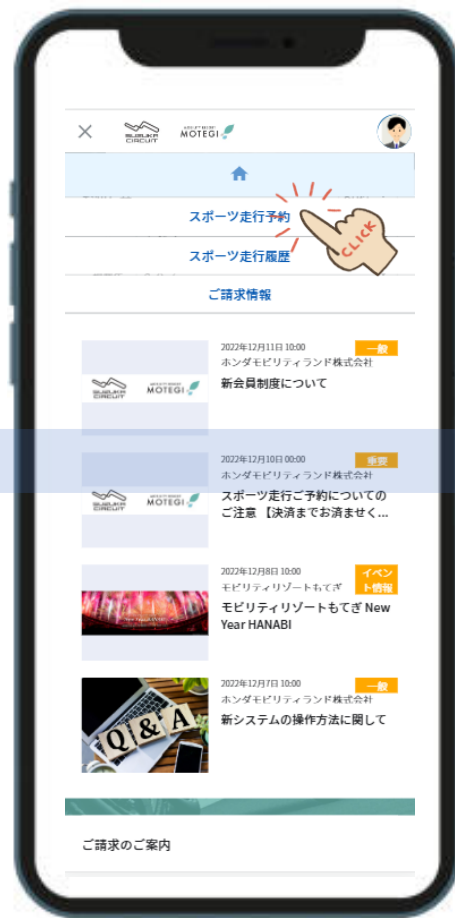 SUZUKA CIRCUIT
MOTEGI
スポーツ走行予約
CLICK
スポーツ走行履歴
ご請求情報
2022年12月11日 10:00 一般
ホンダモビリティランド株式会社
新会員制度について
SUZUKA CIRCUIT
MOTEGI
2022年12月10日 00:00 重要
ホンダモビリティランド株式会社
スポーツ走行ご予約についての
ご注意 【決済までお済ませく...
SUZUKA CIRCUIT
MOTEGI
2022年12月8日 10:00 イベン
モビリティリゾートもてぎ ト情報
モビリティリゾートもてぎ New
Year HANABI
2022年12月7日 10:00 一般
ホンダモビリティランド株式会社
新システムの操作方法に関して
Q & A
ご請求のご案内